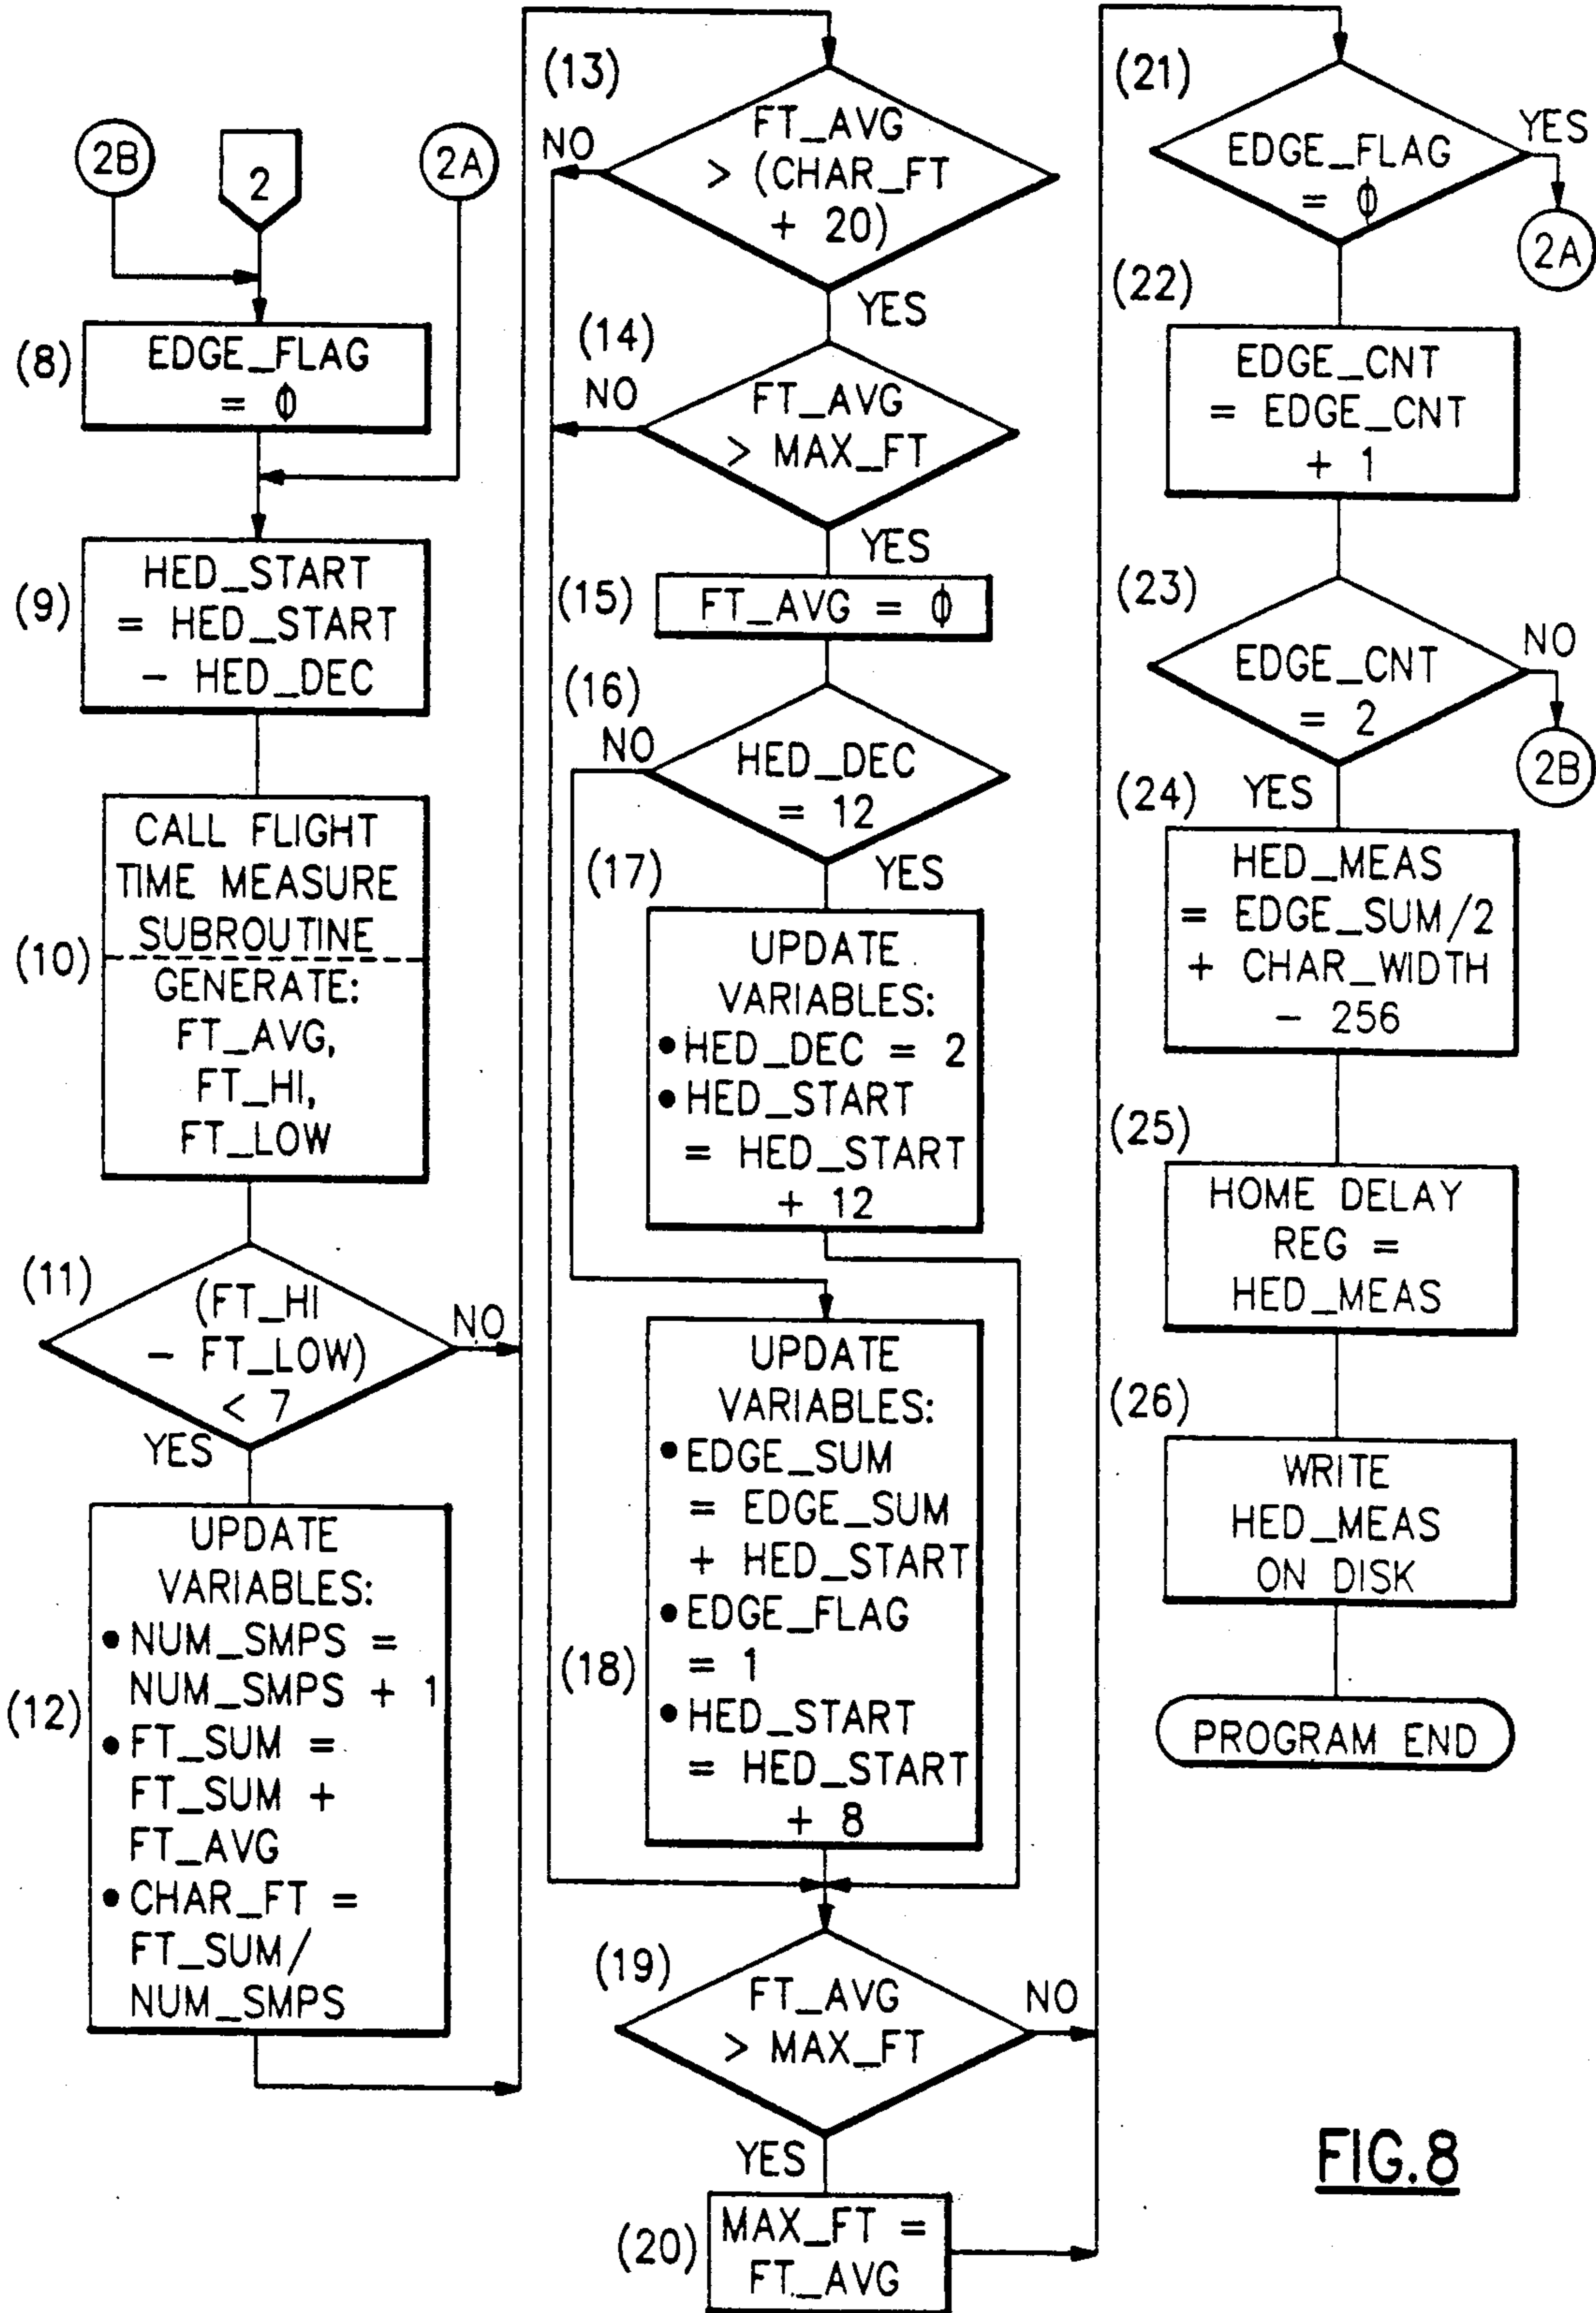 2B
2
2A
(8)
EDGE_FLAG
= ϕ
(9)
HED_START
= HED_START
- HED_DEC
(10)
CALL FLIGHT
TIME MEASURE
SUBROUTINE
GENERATE:
FT_AVG,
FT_HI,
FT_LOW
(11)
(FT_HI
- FT_LOW)
< 7
NO
YES
(12)
UPDATE
VARIABLES:
• NUM_SMPS =
NUM_SMPS + 1
• FT_SUM =
FT_SUM +
FT_AVG
• CHAR_FT =
FT_SUM/
NUM_SMPS
(13)
FT_AVG
> (CHAR_FT
+ 20)
NO
YES
(14)
FT_AVG
> MAX_FT
NO
YES
(15)
FT_AVG = ϕ
(16)
HED_DEC
= 12
NO
YES
(17)
UPDATE
VARIABLES:
• HED_DEC = 2
• HED_START
= HED_START
+ 12
(18)
UPDATE
VARIABLES:
• EDGE_SUM
= EDGE_SUM
+ HED_START
• EDGE_FLAG
= 1
• HED_START
= HED_START
+ 8
(19)
FT_AVG
> MAX_FT
NO
YES
(20)
MAX_FT =
FT_AVG
(21)
EDGE_FLAG
= ϕ
YES
2A
(22)
EDGE_CNT
= EDGE_CNT
+ 1
(23)
EDGE_CNT
= 2
NO
2B
YES
(24)
HED_MEAS
= EDGE_SUM/2
+ CHAR_WIDTH
- 256
(25)
HOME DELAY
REG =
HED_MEAS
(26)
WRITE
HED_MEAS
ON DISK
PROGRAM END
FIG.8